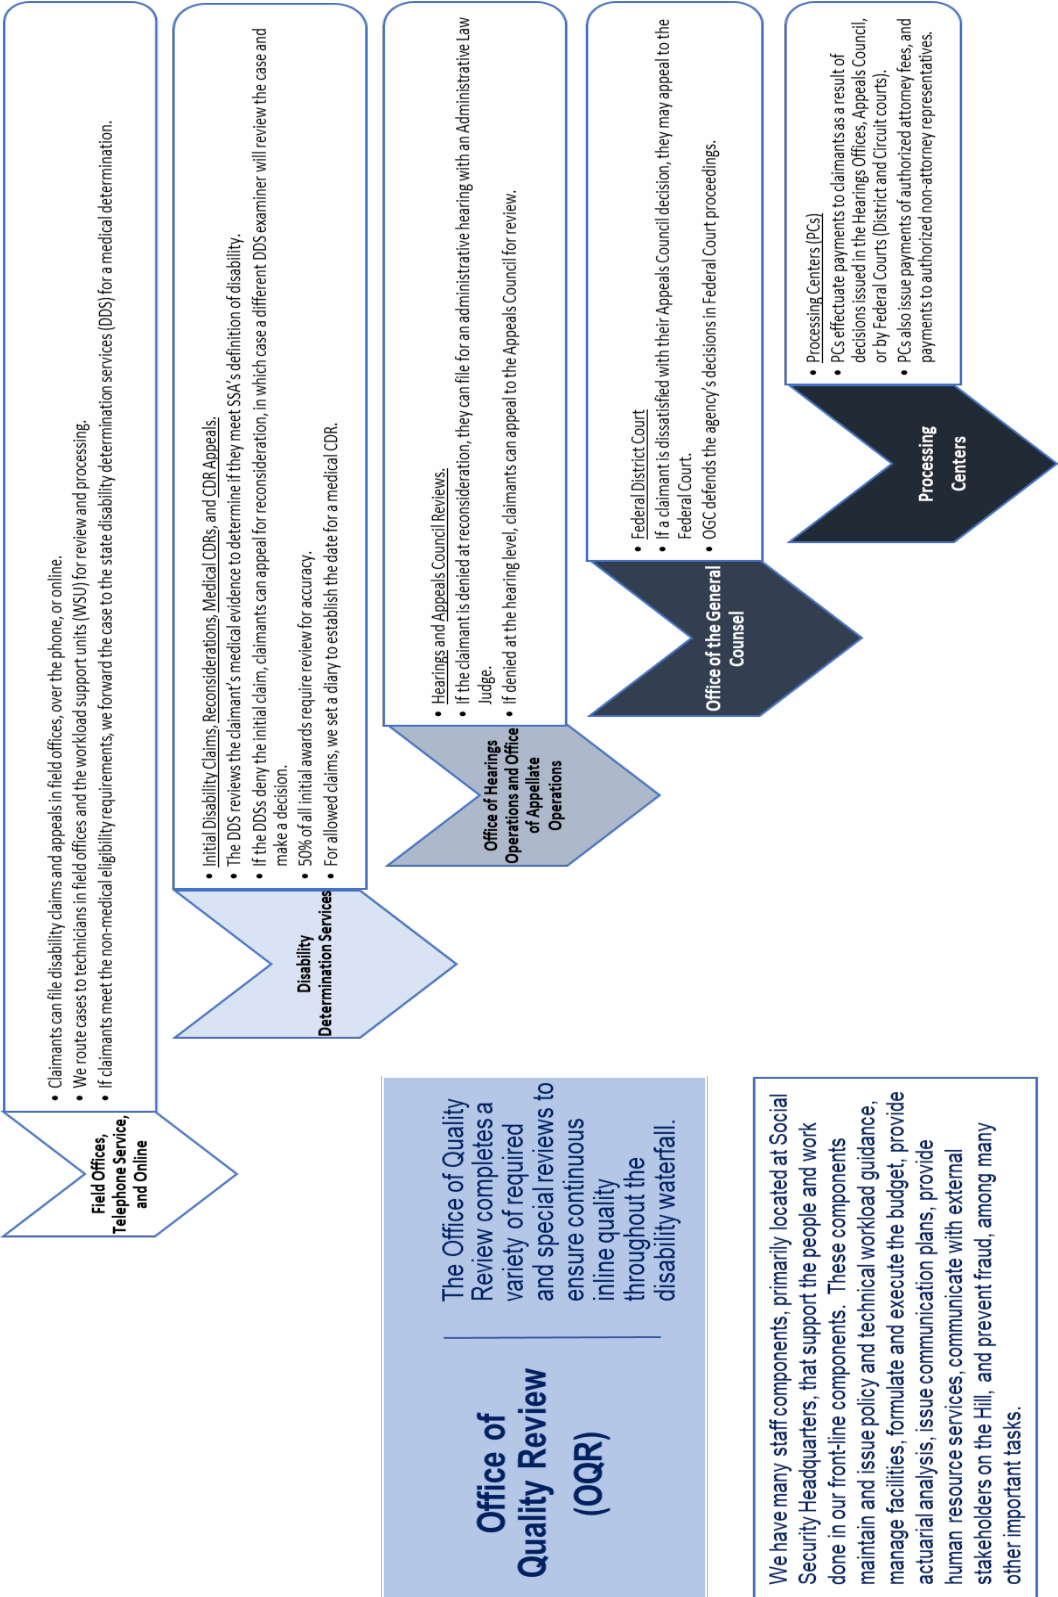 Field Offices,
Telephone Service,
and Online
• Claimants can file disability claims and appeals in field offices, over the phone, or online.
• We route cases to technicians in field offices and the workload support units (WSU) for review and processing.
• If claimants meet the non-medical eligibility requirements, we forward the case to the state disability determination services (DDS) for a medical determination.
Disability
Determination Services
• Initial Disability Claims, Reconsiderations, Medical CDRs, and CDR Appeals.
• The DDS reviews the claimant's medical evidence to determine if they meet SSA's definition of disability.
• If the DDSs deny the initial claim, claimants can appeal for reconsideration, in which case a different DDS examiner will review the case and
make a decision.
• 50% of all initial awards require review for accuracy.
• For allowed claims, we set a diary to establish the date for a medical CDR.
Office of Hearings
Operations and Office
of Appellate
Operations
• Hearings and Appeals Council Reviews.
• If the claimant is denied at reconsideration, they can file for an administrative hearing with an Administrative Law
Judge.
• If denied at the hearing level, claimants can appeal to the Appeals Council for review.
Office of the General
Counsel
• Federal District Court
• If a claimant is dissatisfied with their Appeals Council decision, they may appeal to the
Federal Court.
• OGC defends the agency's decisions in Federal Court proceedings.
Processing
Centers
• Processing Centers (PCs)
• PCs effectuate payments to claimants as a result of
decisions issued in the Hearings Offices, Appeals Council,
or by Federal Courts (District and Circuit courts).
• PCs also issue payments of authorized attorney fees, and
payments to authorized non-attorney representatives.
Office of
Quality Review
(OQR)
The Office of Quality
Review completes a
variety of required
and special reviews to
ensure continuous
inline quality
throughout the
disability waterfall.
We have many staff components, primarily located at Social
Security Headquarters, that support the people and work
done in our front-line components.  These components
maintain and issue policy and technical workload guidance,
manage facilities, formulate and execute the budget, provide
actuarial analysis, issue communication plans, provide
human resource services, communicate with external
stakeholders on the Hill,  and prevent fraud, among many
other important tasks.